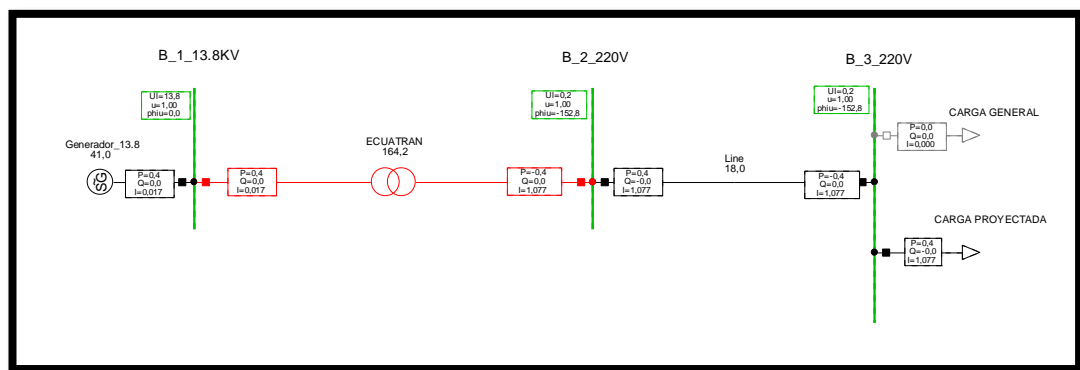 B_1_13.8KV
B_2_220V
B_3_220V
Ul=13,8
u=1,00
phiu=0,0
Ul=0,2
u=1,00
phiu=-152,8
Ul=0,2
u=1,00
phiu=-152,8
CARGA GENERAL
P=0,0
Q=0,0
I=0,000
Generador_13.8
41,0
SG
P=0,4
Q=0,0
I=0,017
P=0,4
Q=0,0
I=0,017
ECUATRAN
164,2
P=-0,4
Q=0,0
I=1,077
P=0,4
Q=-0,0
I=1,077
Line
18,0
P=-0,4
Q=0,0
I=1,077
CARGA PROYECTADA
P=0,4
Q=-0,0
I=1,077